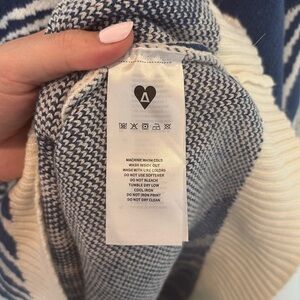 A
MACHINE WASH COLD
WASH INSIDE OUT
WASH WITH LIKE COLORS
DO NOT USE SOFTENER
DO NOT BLEACH
TUMBLE DRY LOW
COOL IRON
DO NOT IRON PRINT
DO NOT DRY CLEAN